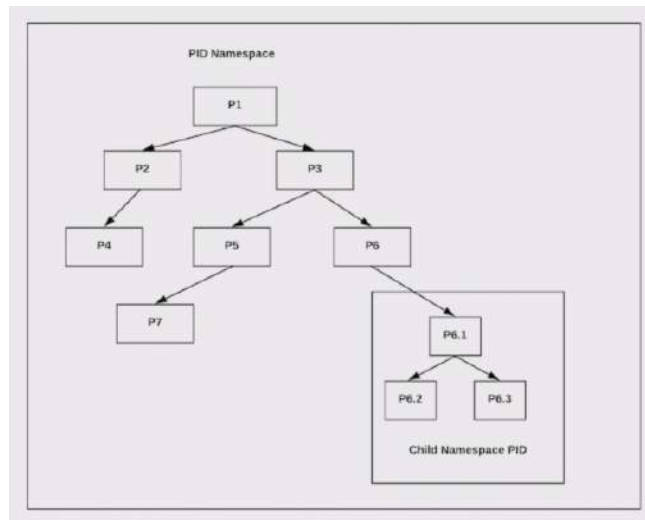 PID Namespace
P1
P2
P3
P4
P5
P6
P7
P6.1
P6.2
P6.3
Child Namespace PID